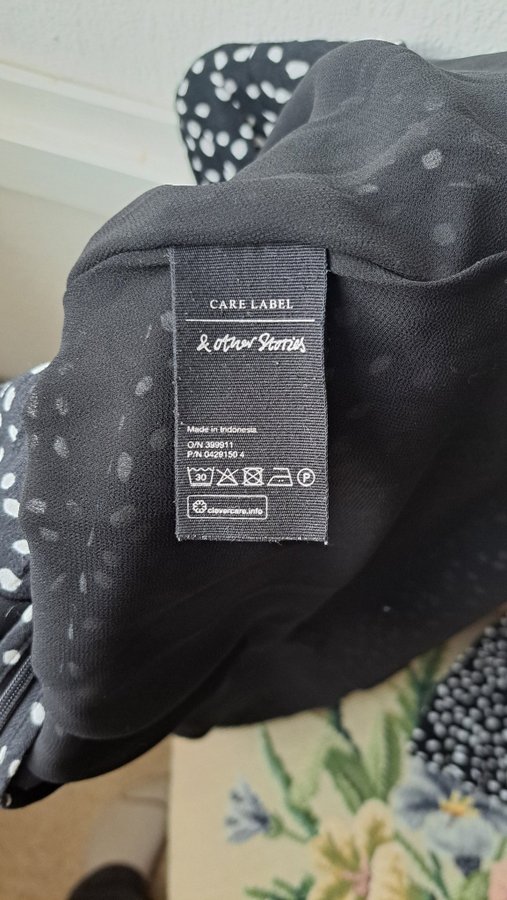 CARE LABEL
& other Stories
Made in Indonesia
O/N 399911
P/N 0429150 4
30 P
clevercare.info